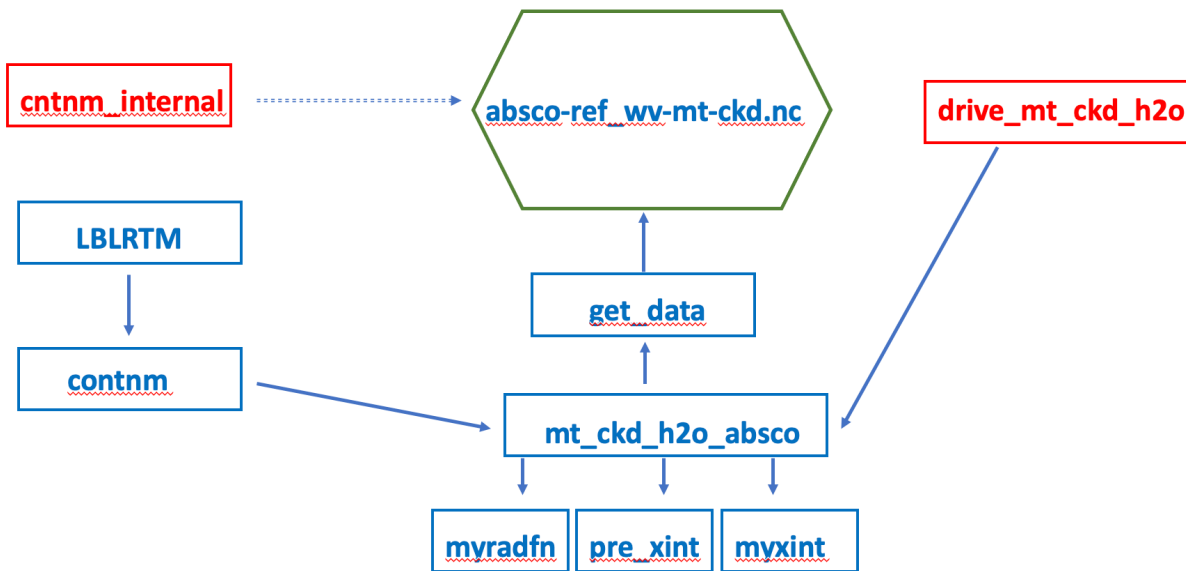 cntnm_internal
absco-ref_wv-mt-ckd.nc
drive_mt_ckd_h2o
LBLRTM
get_data
contnm
mt_ckd_h2o_absco
myradfn
pre_xint
myxint